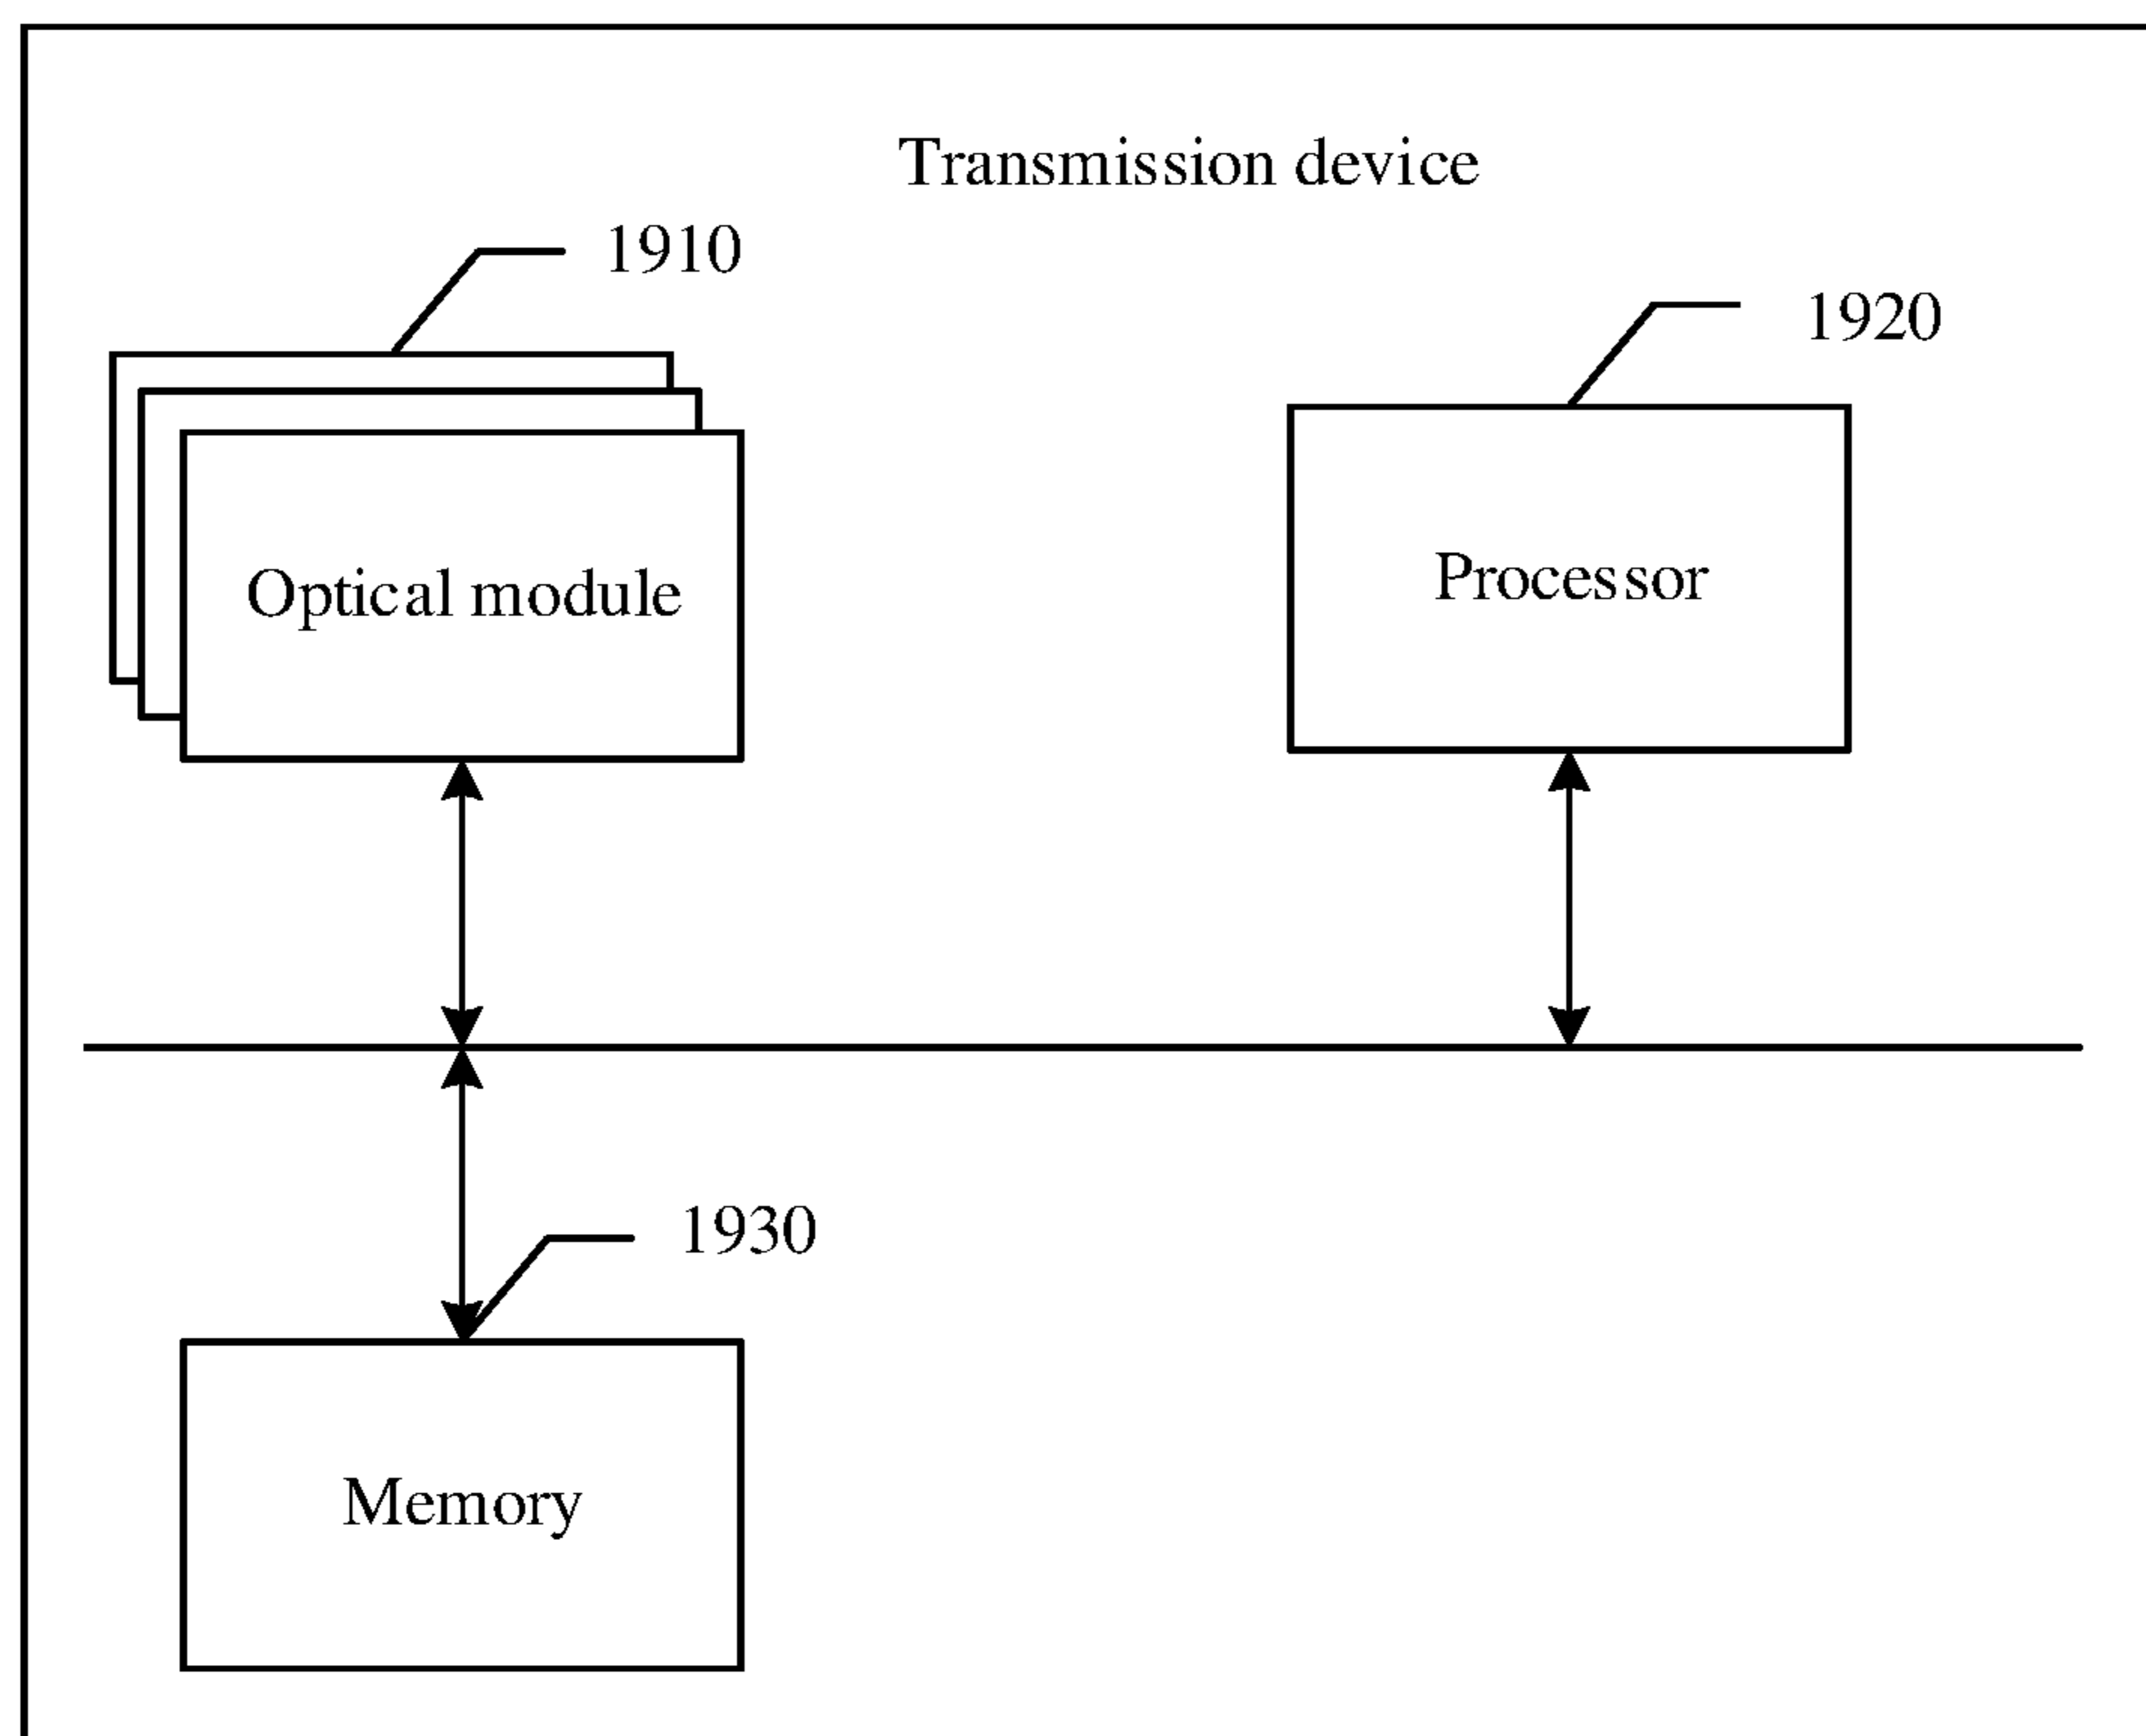 Transmission device
1910
1920
Optical module
Processor
1930
Memory